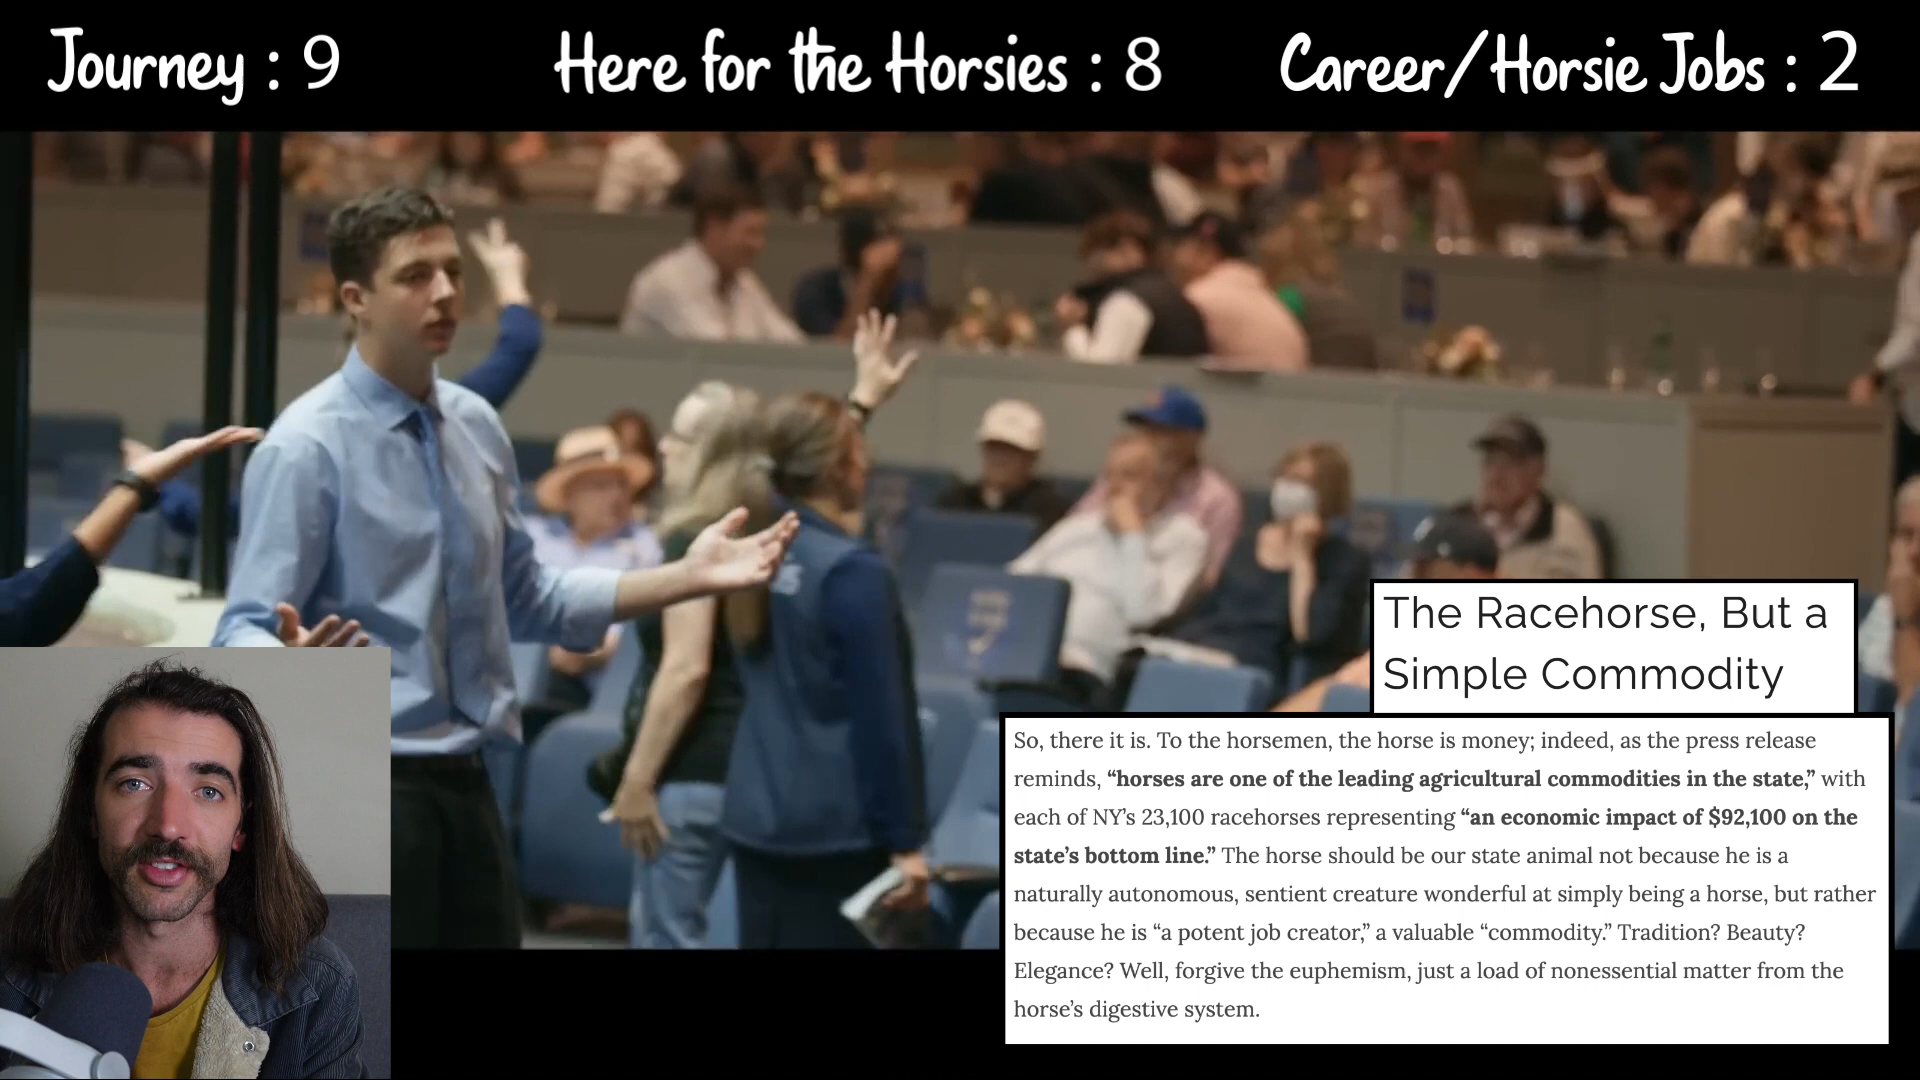 Journey : 9
Here for the Horsies : 8
Career/Horsie Jobs : 2
The Racehorse, But a
Simple Commodity
So, there it is. To the horsemen, the horse is money; indeed, as the press release
reminds, “horses are one of the leading agricultural commodities in the state,” with
each of NY’s 23,100 racehorses representing “an economic impact of $92,100 on the
state’s bottom line.” The horse should be our state animal not because he is a
naturally autonomous, sentient creature wonderful at simply being a horse, but rather
because he is “a potent job creator,” a valuable “commodity.” Tradition? Beauty?
Elegance? Well, forgive the euphemism, just a load of nonessential matter from the
horse’s digestive system.